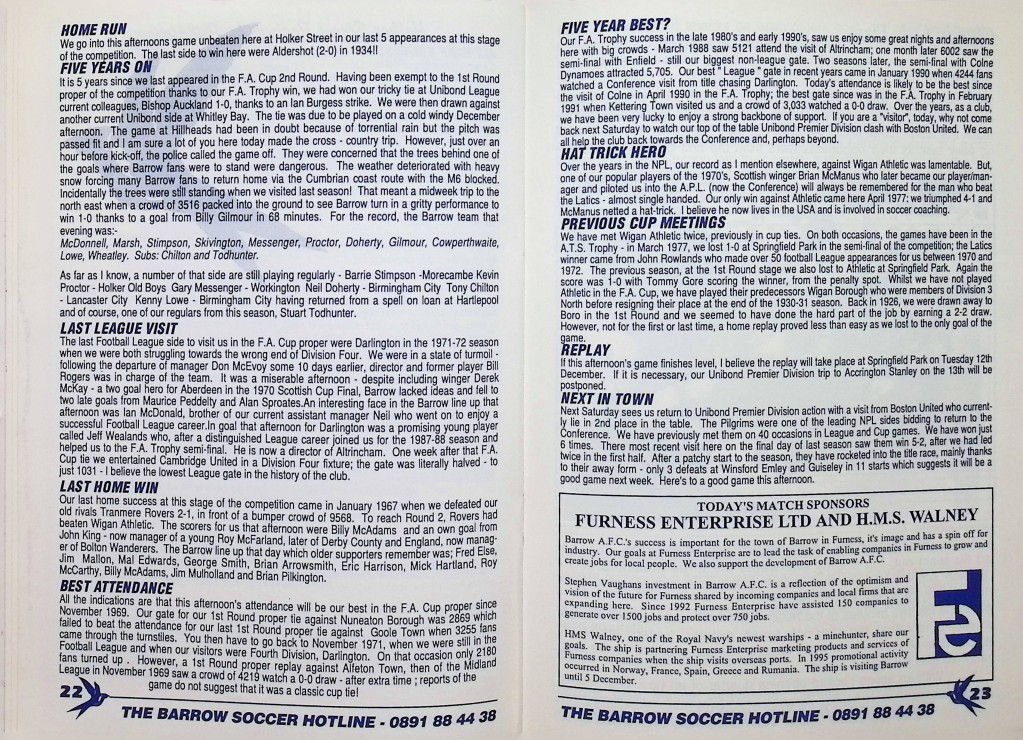 HOME RUN
We go into this afternoons game unbeaten here at Holker Street in our last 5 appearances at this stage
of the competition. The last side to win here were Aldershot (2-0) in 1934!!
FIVE YEARS ON
It is 5 years since we last appeared in the F.A. Cup 2nd Round. Having been exempt to the 1st Round
proper of the competition thanks to our F.A. Trophy win, we had won our tricky tie at Unibond League
current colleagues, Bishop Auckland 1-0, thanks to an Ian Burgess strike. We were then drawn against
another current Unibond side at Whitley Bay. The tie was due to be played on a cold windy December
afternoon. The game at Hillheads had been in doubt because of torrential rain but the pitch was
passed fit and I am sure a lot of you here today made the cross - country trip. However, just over an
hour before kick-off, the police called the game off. They were concerned that the trees behind one of
the goals where Barrow fans were to stand were dangerous. The weather deteriorated with heavy
snow forcing many Barrow fans to return home via the Cumbrian coast route with the M6 blocked.
Incidentally the trees were still standing when we visited last season! That meant a midweek trip to the
north east when a crowd of 3516 packed into the ground to see Barrow turn in a gritty performance to
win 1-0 thanks to a goal from Billy Gilmour in 68 minutes. For the record, the Barrow team that
evening was:-
McDonnell, Marsh, Stimpson, Skivington, Messenger, Proctor, Doherty, Gilmour, Cowperthwaite,
Lowe, Wheatley. Subs: Chilton and Todhunter.
As far as I know, a number of that side are still playing regularly - Barrie Stimpson -Morecambe Kevin
Proctor - Holker Old Boys Gary Messenger - Workington Neil Doherty - Birmingham City Tony Chilton
- Lancaster City Kenny Lowe - Birmingham City having returned from a spell on loan at Hartlepool
and of course, one of our regulars from this season, Stuart Todhunter.
LAST LEAGUE VISIT
The last Football League side to visit us in the F.A. Cup proper were Darlington in the 1971-72 season
when we were both struggling towards the wrong end of Division Four. We were in a state of turmoil -
following the departure of manager Don McEvoy some 10 days earlier, director and former player Bill
Rogers was in charge of the team. It was a miserable afternoon - despite including winger Derek
McKay - a two goal hero for Aberdeen in the 1970 Scottish Cup Final, Barrow lacked ideas and fell to
two late goals from Maurice Peddelty and Alan Sproates.An interesting face in the Barrow line up that
afternoon was Ian McDonald, brother of our current assistant manager Neil who went on to enjoy a
successful Football League career.In goal that afternoon for Darlington was a promising young player
called Jeff Wealands who, after a distinguished League career joined us for the 1987-88 season and
helped us to the F.A. Trophy semi-final. He is now a director of Altrincham. One week after that F.A.
Cup tie we entertained Cambridge United in a Division Four fixture; the gate was literally halved - to
just 1031 - I believe the lowest League gate in the history of the club.
LAST HOME WIN
Our last home success at this stage of the competition came in January 1967 when we defeated our
old rivals Tranmere Rovers 2-1, in front of a bumper crowd of 9568. To reach Round 2, Rovers had
beaten Wigan Athletic. The scorers for us that afternoon were Billy McAdams and an own goal from
John King - now manager of a young Roy McFarland, later of Derby County and England, now manag-
er of Bolton Wanderers. The Barrow line up that day which older supporters remember was; Fred Else,
Jim Mallon, Mal Edwards, George Smith, Brian Arrowsmith, Eric Harrison, Mick Hartland, Roy
McCarthy, Billy McAdams, Jim Mulholland and Brian Pilkington.
BEST ATTENDANCE
All the indications are that this afternoon's attendance will be our best in the F.A. Cup proper since
November 1969. Our gate for our 1st Round proper tie against Nuneaton Borough was 2869 which
failed to beat the attendance for our last 1st Round proper tie against Goole Town when 3255 fans
came through the turnstiles. You then have to go back to November 1971, when we were still in the
Football League and when our visitors were Fourth Division, Darlington. On that occasion only 2180
fans turned up . However, a 1st Round proper replay against Alfeton Town, then of the Midland
League in November 1969 saw a crowd of 4219 watch a 0-0 draw - after extra time ; reports of the
game do not suggest that it was a classic cup tie!
22
THE BARROW SOCCER HOTLINE - 0891 88 44 38
FIVE YEAR BEST?
Our F.A. Trophy success in the late 1980's and early 1990's, saw us enjoy some great nights and afternoons
here with big crowds - March 1988 saw 5121 attend the visit of Altrincham; one month later 6002 saw the
semi-final with Enfield - still our biggest non-league gate. Two seasons later, the semi-final with Colne
Dynamoes attracted 5,705. Our best " League " gate in recent years came in January 1990 when 4244 fans
watched a Conference visit from title chasing Darlington. Today's attendance is likely to be the best since
the visit of Colne in April 1990 in the F.A. Trophy; the best gate since was in the F.A. Trophy in February
1991 when Kettering Town visited us and a crowd of 3,033 watched a 0-0 draw. Over the years, as a club,
we have been very lucky to enjoy a strong backbone of support. If you are a "visitor", today, why not come
back next Saturday to watch our top of the table Unibond Premier Division clash with Boston United. We can
all help the club back towards the Conference and, perhaps beyond.
HAT TRICK HERO
Over the years in the NPL, our record as I mention elsewhere, against Wigan Athletic was lamentable. But,
one of our popular players of the 1970's, Scottish winger Brian McManus who later became our player/man-
ager and piloted us into the A.P.L. (now the Conference) will always be remembered for the man who beat
the Latics - almost single handed. Our only win against Athletic came here April 1977: we triumphed 4-1 and
McManus netted a hat-trick. I believe he now lives in the USA and is involved in soccer coaching.
PREVIOUS CUP MEETINGS
We have met Wigan Athletic twice, previously in cup ties. On both occasions, the games have been in the
A.T.S. Trophy - in March 1977, we lost 1-0 at Springfield Park in the semi-final of the competition; the Latics
winner came from John Rowlands who made over 50 football League appearances for us between 1970 and
1972. The previous season, at the 1st Round stage we also lost to Athletic at Springfield Park. Again the
score was 1-0 with Tommy Gore scoring the winner, from the penalty spot. Whilst we have not played
Athletic in the F.A. Cup, we have played their predecessors Wigan Borough who were members of Division 3
North before resigning their place at the end of the 1930-31 season. Back in 1926, we were drawn away to
Boro in the 1st Round and we seemed to have done the hard part of the job by earning a 2-2 draw.
However, not for the first or last time, a home replay proved less than easy as we lost to the only goal of the
game.
REPLAY
If this afternoon's game finishes level, I believe the replay will take place at Springfield Park on Tuesday 12th
December. If it is necessary, our Unibond Premier Division trip to Accrington Stanley on the 13th will be
postponed.
NEXT IN TOWN
Next Saturday sees us return to Unibond Premier Division action with a visit from Boston United who current-
ly lie in 2nd place in the table. The Pilgrims were one of the leading NPL sides bidding to return to the
Conference. We have previously met them on 40 occasions in League and Cup games. We have won just
6 times. There most recent visit here on the final day of last season saw them win 5-2, after we had led
twice in the first half. After a patchy start to the season, they have rocketed into the title race, mainly thanks
to their away form - only 3 defeats at Winsford Emley and Guiseley in 11 starts which suggests it will be a
good game next week. Here's to a good game this afternoon.
TODAY'S MATCH SPONSORS
FURNESS ENTERPRISE LTD AND H.M.S. WALNEY
Barrow A.F.C.'s success is important for the town of Barrow in Furness, it's image and has a spin off for
industry. Our goals at Furness Enterprise are to lead the task of enabling companies in Furness to grow and
create jobs for local people. We also support the development of Barrow A.F.C.
Stephen Vaughans investment in Barrow A.F.C. is a reflection of the optimism and
vision of the future for Furness shared by incoming companies and local firms that are
expanding here. Since 1992 Furness Enterprise have assisted 150 companies to
generate over 1500 jobs and protect over 750 jobs.
HMS Walney, one of the Royal Navy's newest warships - a minchunter, share our
goals. The ship is partnering Furness Enterprise marketing products and services of
Furness companies when the ship visits overseas ports. In 1995 promotional activity
occurred in Norway, France, Spain, Greece and Rumania. The ship is visiting Barrow
until 5 December.
23
THE BARROW SOCCER HOTLINE - 0891 88 44 38